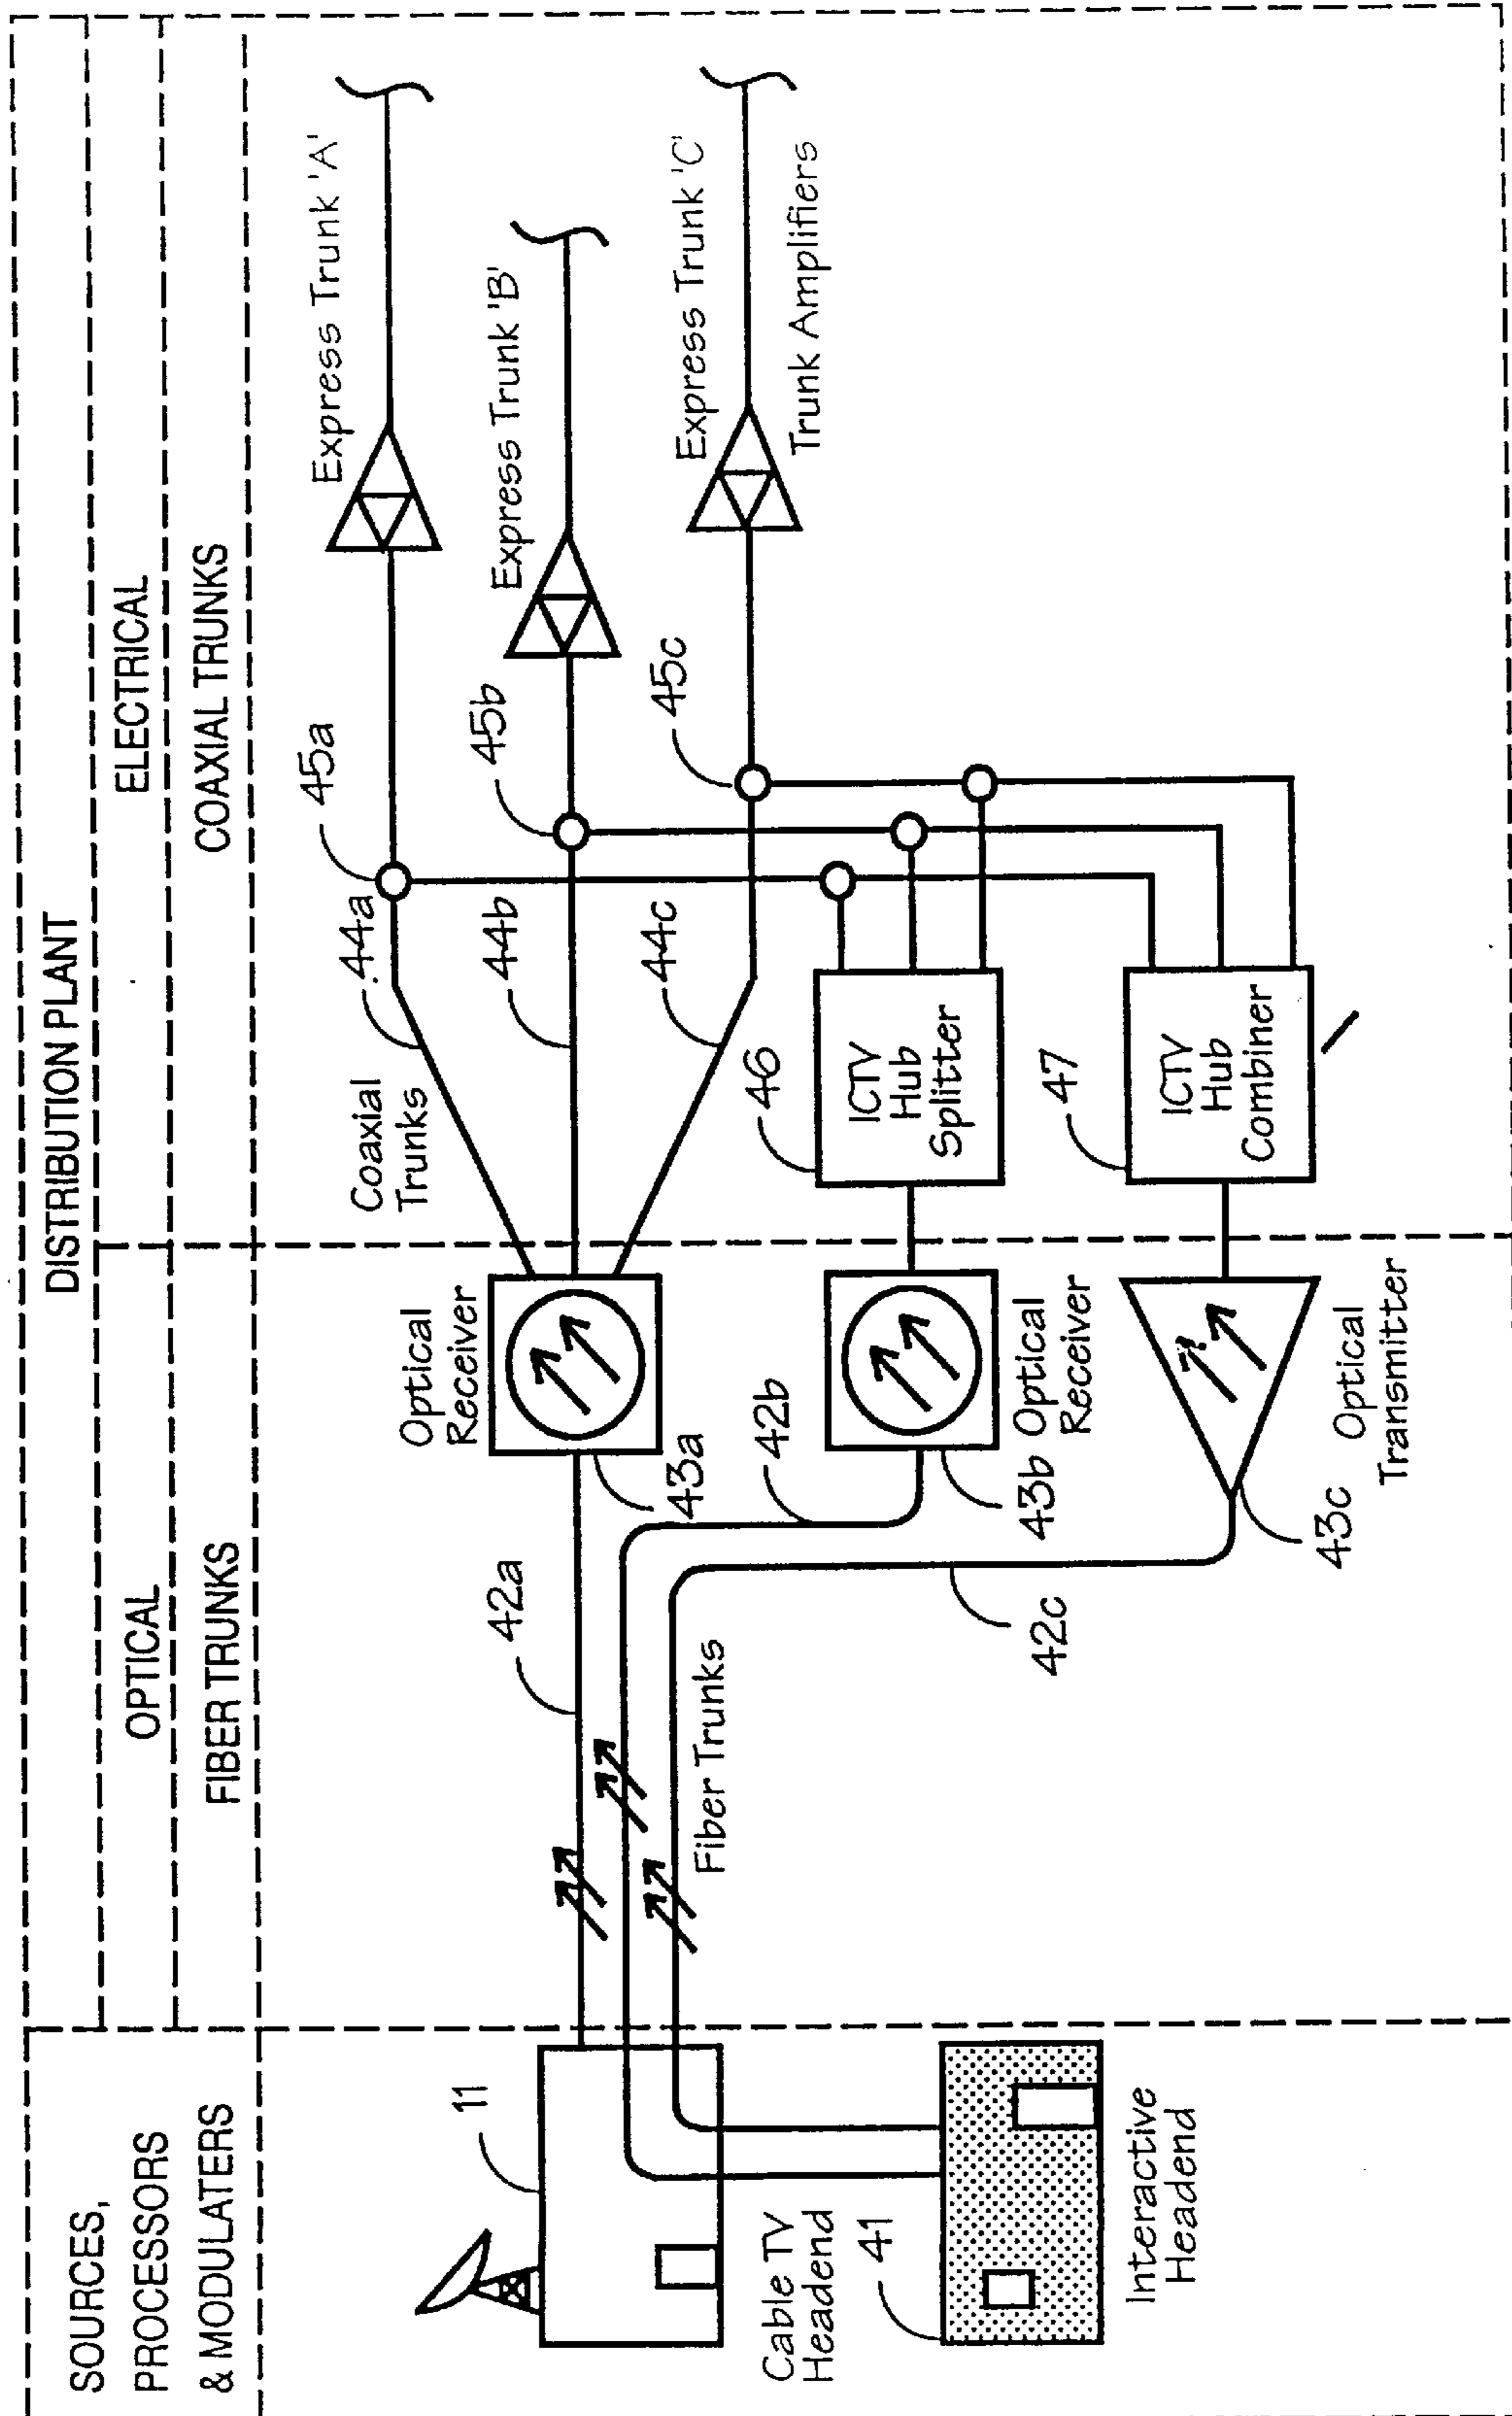 SOURCES,
PROCESSORS
& MODULATERS
DISTRIBUTION PLANT
OPTICAL
ELECTRICAL
FIBER TRUNKS
COAXIAL TRUNKS
11
Cable TV
Headend
41
Interactive
Headend
42a
Fiber Trunks
42b
42c
Optical
Receiver
43a
43b
Optical
Receiver
43c
Optical
Transmitter
Coaxial
Trunks
44a
44b
44c
45a
45b
45c
46
ICTV
Hub
Splitter
47
ICTV
Hub
Combiner
Express Trunk 'A'
Express Trunk 'B'
Express Trunk 'C'
Trunk Amplifiers